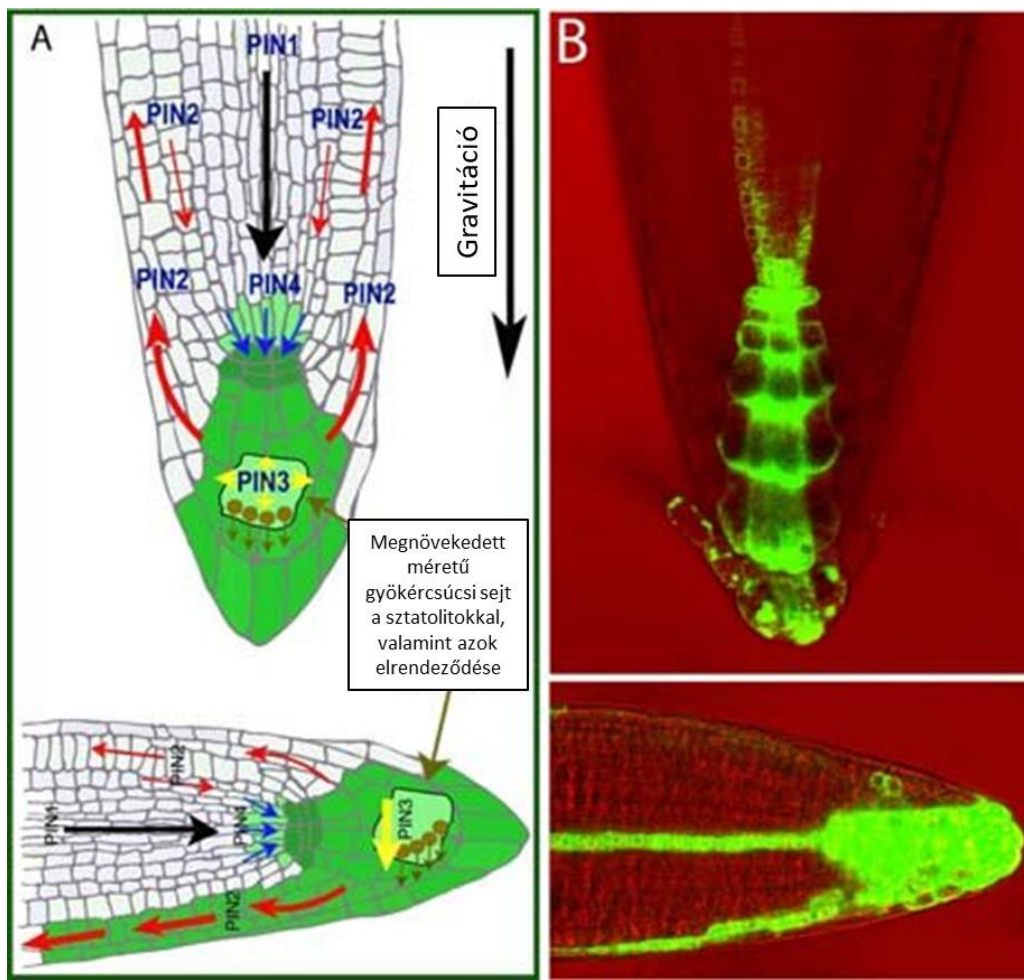 A
PIN1
PIN2
PIN2
PIN2
PIN4
PIN2
PIN3
Gravitáció
Megnövekedett
méretű
gyökércsúcsi sejt
a sztatolitokkal,
valamint azok
elrendeződése
PIN2
PIN1
PIN4
PIN3
PIN2
B